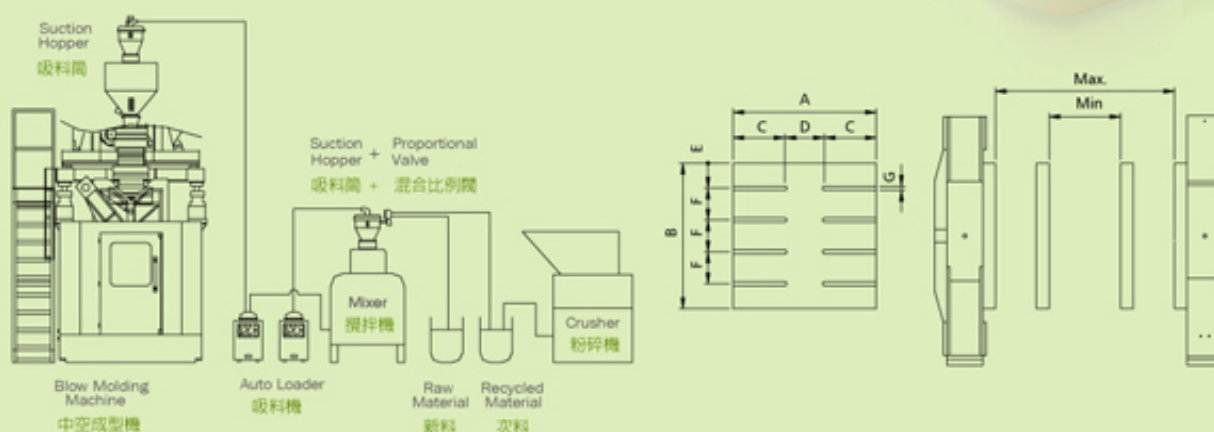 Suction
Hopper
吸料筒
Suction
Hopper
+
Proportional
Valve
吸料筒 + 混合比例閥
Mixer
攪拌機
Crusher
粉碎機
Blow Molding
Machine
中空成型機
Auto Loader
吸料機
Raw
Material
新料
Recycled
Material
次料
A
C D C
E
G
B
F
F
F
Max.
Min